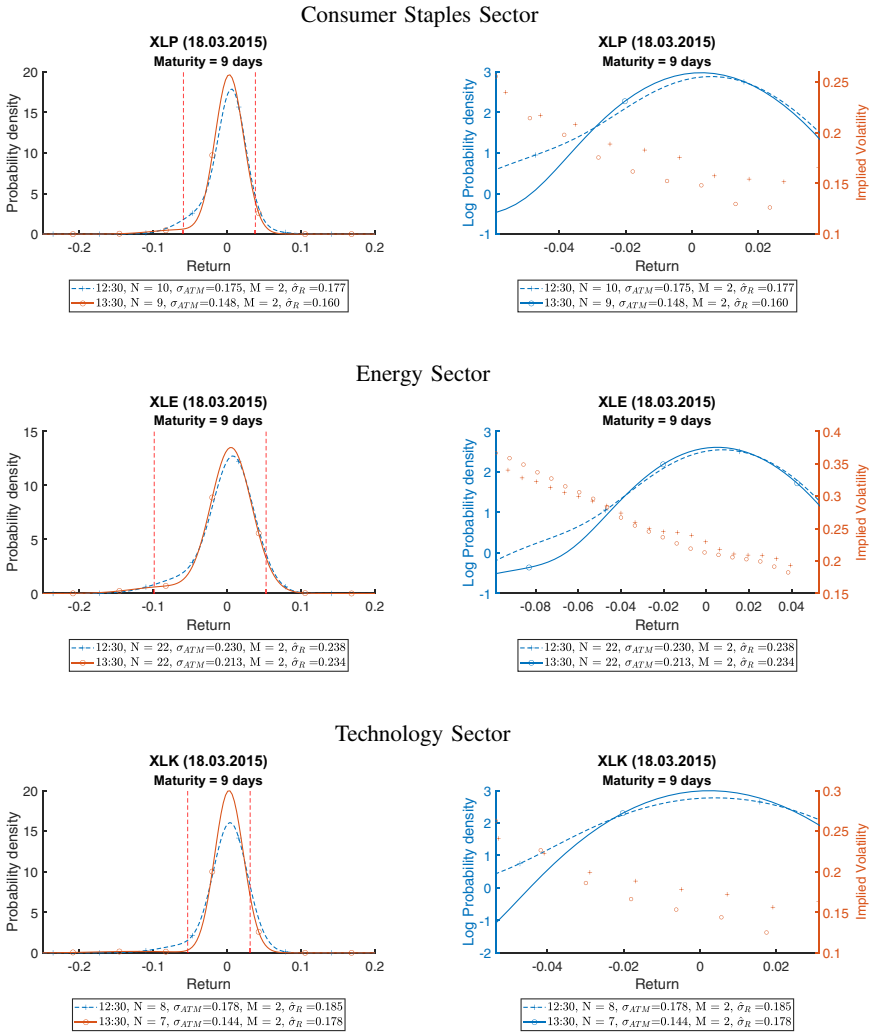 Consumer Staples Sector
XLP (18.03.2015)
Maturity = 9 days
20
15
10
5
0
Probability density
-0.2
-0.1
0
0.1
0.2
Return
12:30, N = 10, σ_ATM=0.175, M = 2, σ̂_R =0.177
13:30, N = 9, σ_ATM=0.148, M = 2, σ̂_R =0.160
XLP (18.03.2015)
Maturity = 9 days
3
2
1
0
-1
Log Probability density
-0.04
-0.02
0
0.02
Return
0.25
0.2
0.15
0.1
Implied Volatility
12:30, N = 10, σ_ATM=0.175, M = 2, σ̂_R =0.177
13:30, N = 9, σ_ATM=0.148, M = 2, σ̂_R =0.160
Energy Sector
XLE (18.03.2015)
Maturity = 9 days
15
10
5
0
Probability density
-0.2
-0.1
0
0.1
0.2
Return
12:30, N = 22, σ_ATM=0.230, M = 2, σ̂_R =0.238
13:30, N = 22, σ_ATM=0.213, M = 2, σ̂_R =0.234
XLE (18.03.2015)
Maturity = 9 days
3
2
1
0
-1
Log Probability density
-0.08
-0.06
-0.04
-0.02
0
0.02
0.04
Return
0.4
0.35
0.3
0.25
0.2
0.15
Implied Volatility
12:30, N = 22, σ_ATM=0.230, M = 2, σ̂_R =0.238
13:30, N = 22, σ_ATM=0.213, M = 2, σ̂_R =0.234
Technology Sector
XLK (18.03.2015)
Maturity = 9 days
20
15
10
5
0
Probability density
-0.2
-0.1
0
0.1
0.2
Return
12:30, N = 8, σ_ATM=0.178, M = 2, σ̂_R =0.185
13:30, N = 7, σ_ATM=0.144, M = 2, σ̂_R =0.178
XLK (18.03.2015)
Maturity = 9 days
3
2
1
0
-1
-2
Log Probability density
-0.04
-0.02
0
0.02
Return
0.3
0.25
0.2
0.15
0.1
Implied Volatility
12:30, N = 8, σ_ATM=0.178, M = 2, σ̂_R =0.185
13:30, N = 7, σ_ATM=0.144, M = 2, σ̂_R =0.178